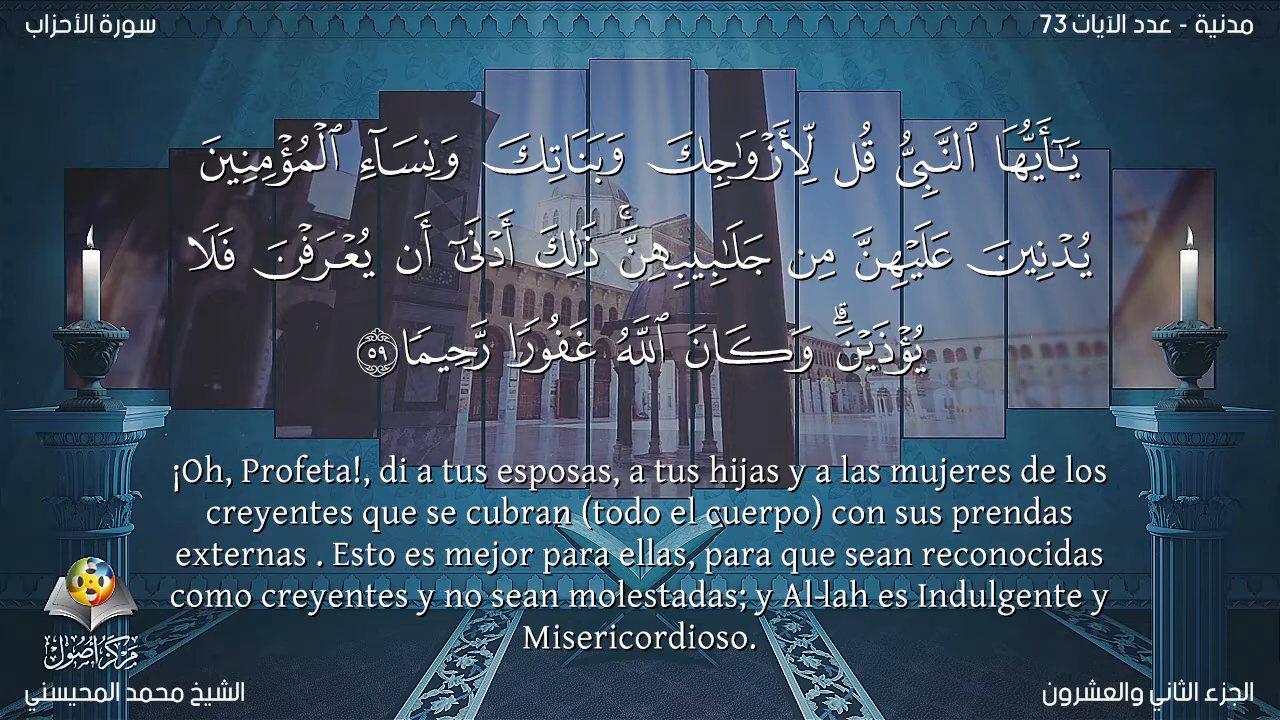 سورة الأحزاب
مدنية - عدد الآيات 73
يَـٰٓأَيُّهَا ٱلنَّبِىُّ قُل لِّأَزْوَٰجِكَ وَبَنَاتِكَ وَنِسَآءِ ٱلْمُؤْمِنِينَ
يُدْنِينَ عَلَيْهِنَّ مِن جَلَـٰبِيبِهِنَّ ۚ ذَٰلِكَ أَدْنَىٰٓ أَن يُعْرَفْنَ فَلَا
يُؤْذَيْنَ ۗ وَكَانَ ٱللَّهُ غَفُورًا رَّحِيمًا ٥٩
¡Oh, Profeta!, di a tus esposas, a tus hijas y a las mujeres de los
creyentes que se cubran (todo el cuerpo) con sus prendas
externas . Esto es mejor para ellas, para que sean reconocidas
como creyentes y no sean molestadas; y Al-lah es Indulgente y
Misericordioso.
مركز أصول
الشيخ محمد المحيسني
الجزء الثاني والعشرون